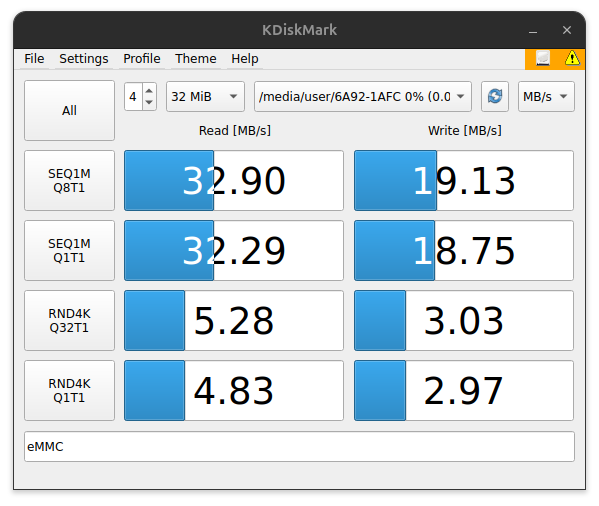 KDiskMark
File Settings Profile Theme Help
All
4
32 MiB
/media/user/6A92-1AFC 0% (0.0
MB/s
Read [MB/s]
Write [MB/s]
SEQ1M
Q8T1
32.90
19.13
SEQ1M
Q1T1
32.29
18.75
RND4K
Q32T1
5.28
3.03
RND4K
Q1T1
4.83
2.97
eMMC